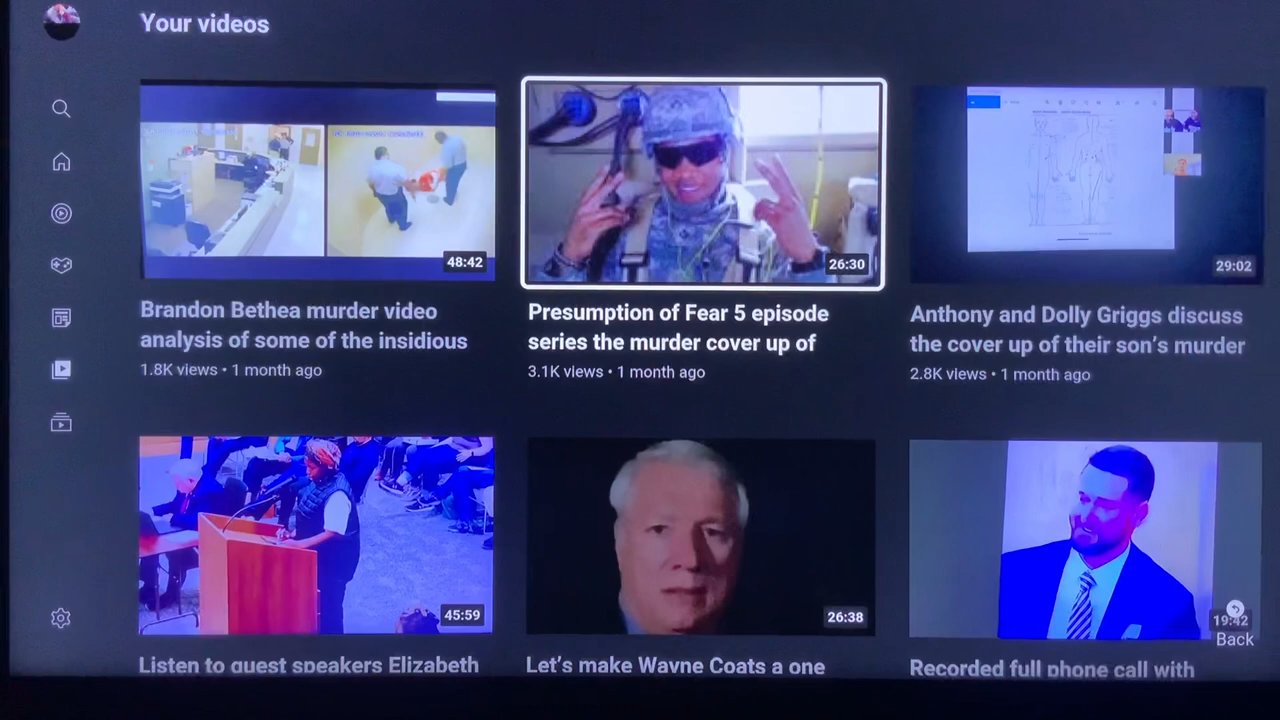 Your videos
48:42
26:30
29:02
Brandon Bethea murder video
analysis of some of the insidious
1.8K views • 1 month ago
Presumption of Fear 5 episode
series the murder cover up of
3.1K views • 1 month ago
Anthony and Dolly Griggs discuss
the cover up of their son's murder
2.8K views • 1 month ago
45:59
26:38
19:42
Back
Listen to guest speakers Elizabeth
Let's make Wayne Coats a one
Recorded full phone call with